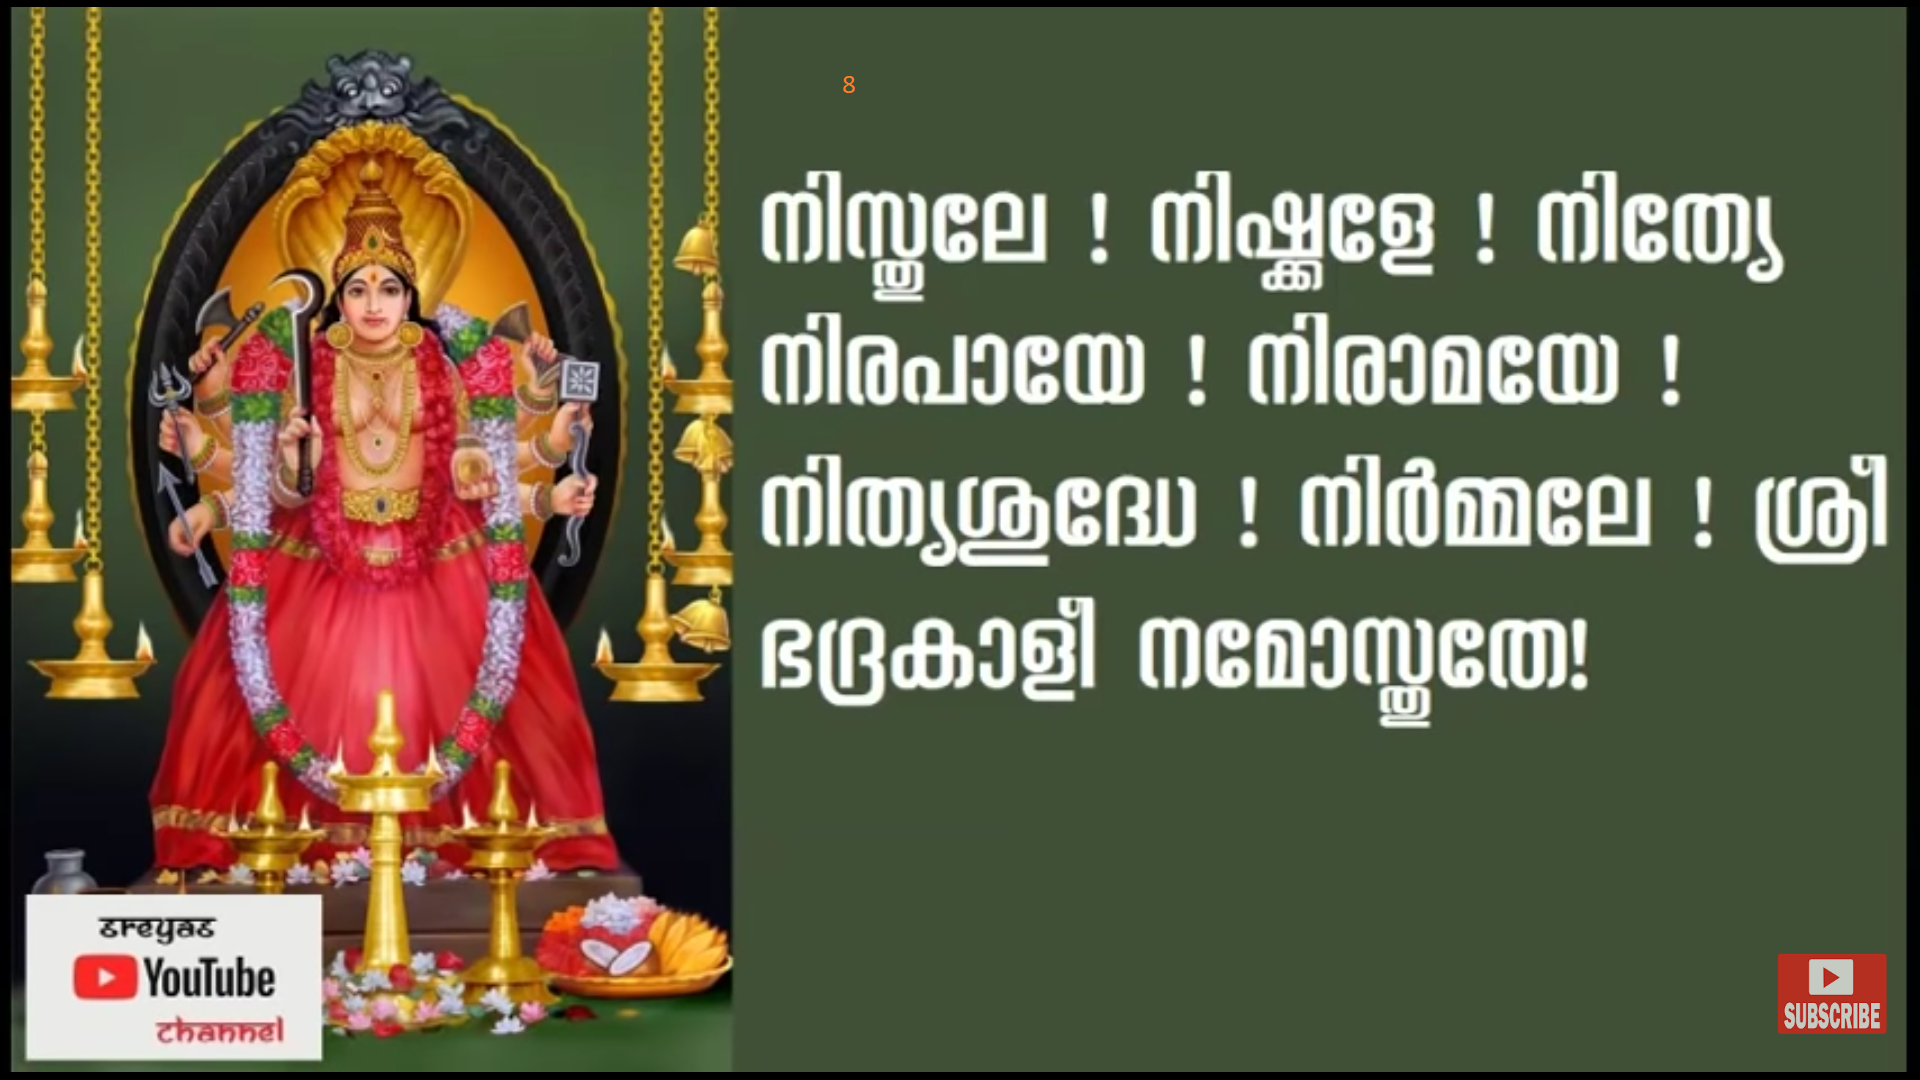 8
നിസ്തുലേ ! നിഷ്കളേ ! നിത്യേ
നിരപായേ ! നിരാമയേ !
നിത്യശുദ്ധേ ! നിർമ്മലേ ! ശ്രീ
ഭദ്രകാളീ നമോസ്തുതേ!
sreyas
YouTube
channel
SUBSCRIBE